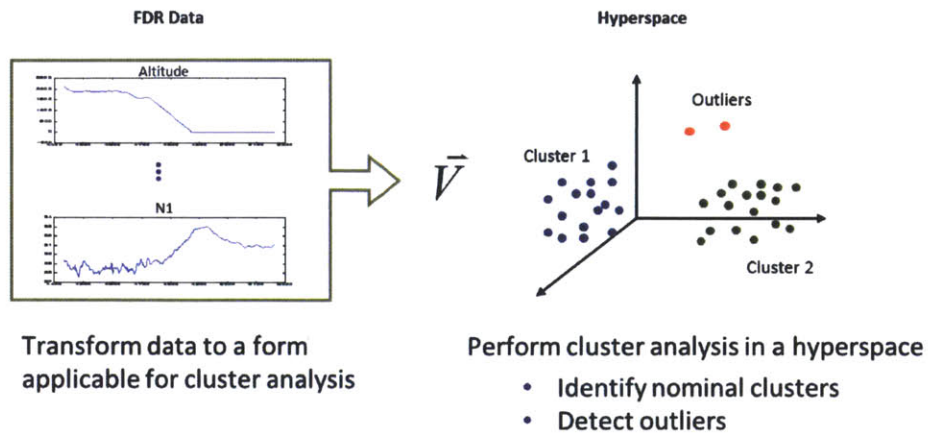 FDR Data
Hyperspace
Altitude
N1
V
Outliers
Cluster 1
Cluster 2
Transform data to a form
applicable for cluster analysis
Perform cluster analysis in a hyperspace
• Identify nominal clusters
• Detect outliers